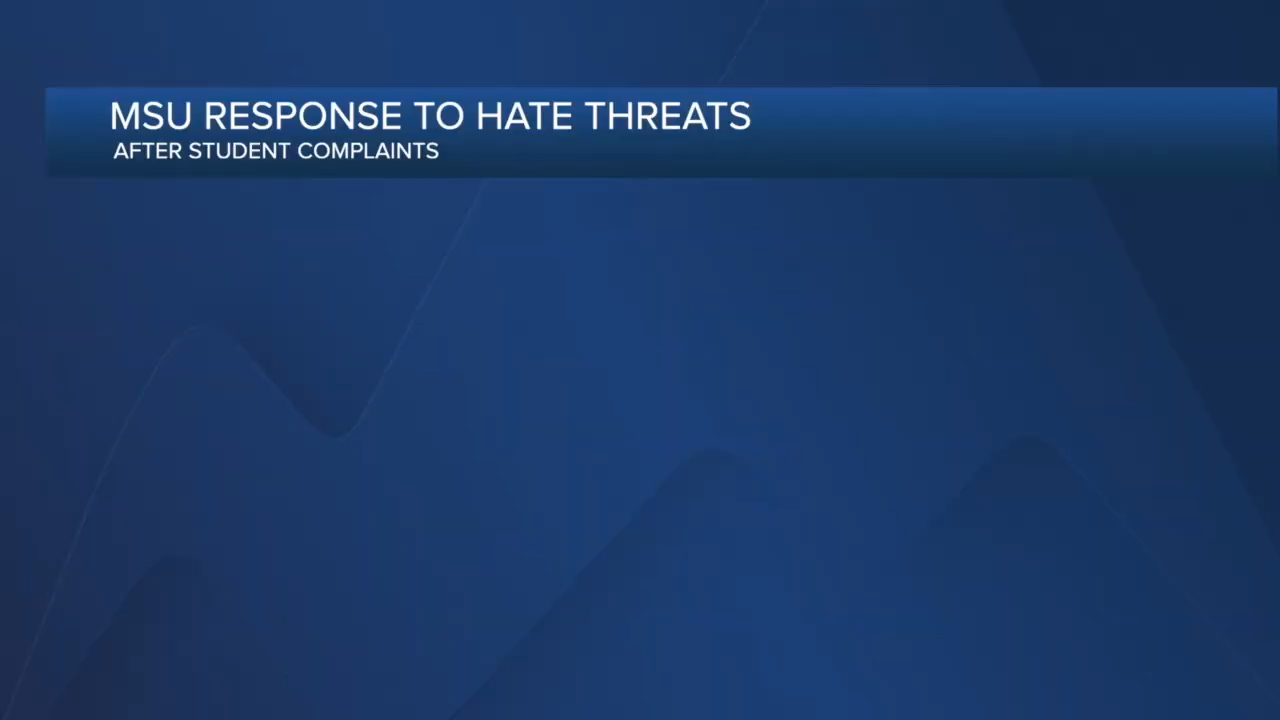 MSU RESPONSE TO HATE THREATS
AFTER STUDENT COMPLAINTS